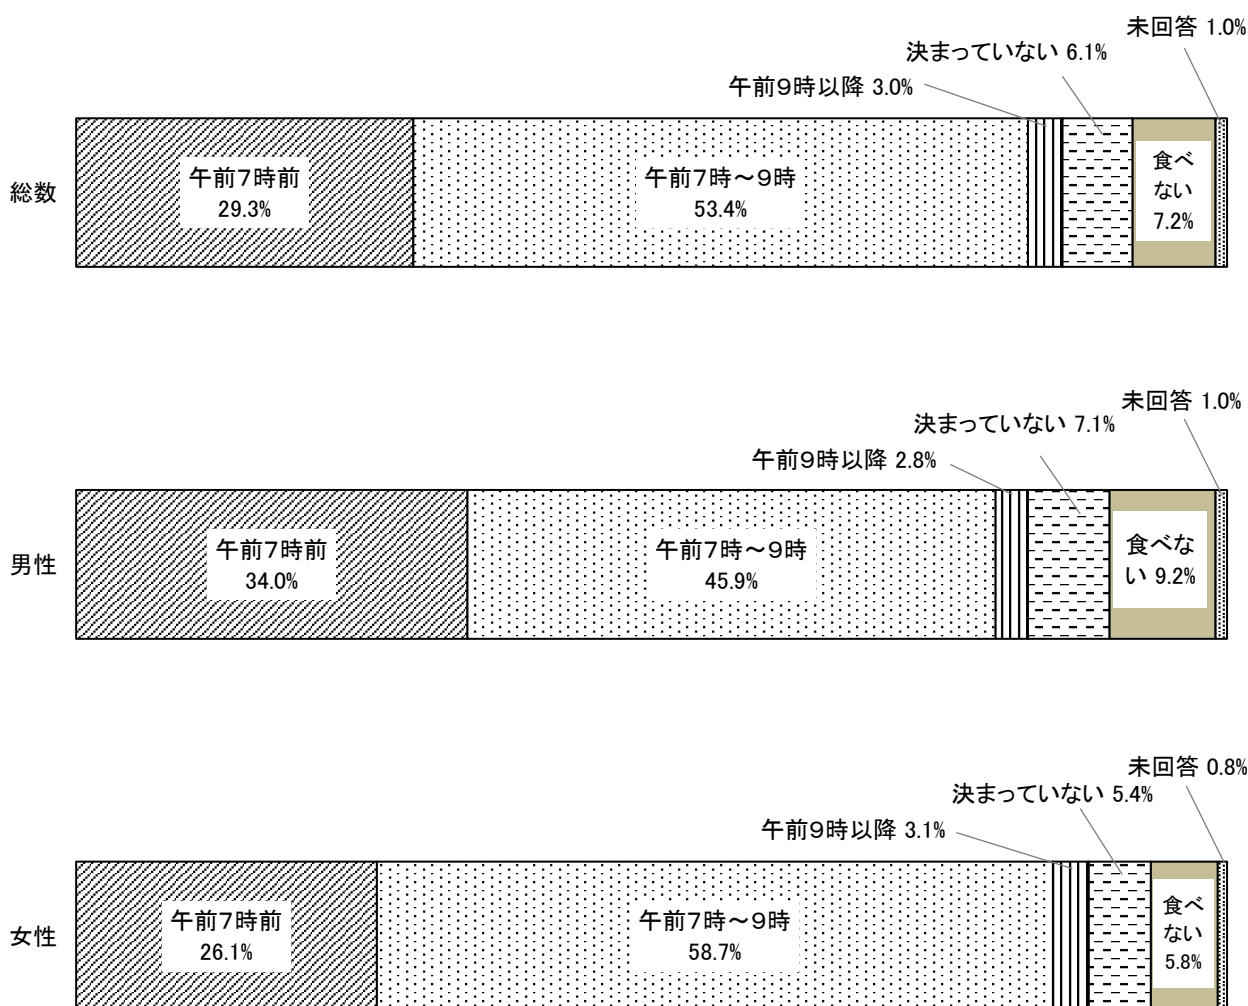 未回答 1.0%
決まっていない 6.1%
午前9時以降 3.0%
総数
午前7時前
29.3%
午前7時～9時
53.4%
食べ
ない
7.2%
未回答 1.0%
決まっていない 7.1%
午前9時以降 2.8%
男性
午前7時前
34.0%
午前7時～9時
45.9%
食べな
い 9.2%
未回答 0.8%
決まっていない 5.4%
午前9時以降 3.1%
女性
午前7時前
26.1%
午前7時～9時
58.7%
食べ
ない
5.8%